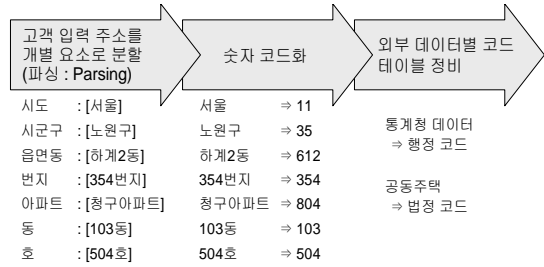 고객 입력 주소를
개별 요소로 분할
(파싱 : Parsing)
숫자 코드화
외부 데이터별 코드
테이블 정비
시도 : [서울]
시군구 : [노원구]
읍면동 : [하계2동]
번지 : [354번지]
아파트 : [청구아파트]
동 : [103동]
호 : [504호]
서울 ⇒ 11
노원구 ⇒ 35
하계2동 ⇒ 612
354번지 ⇒ 354
청구아파트 ⇒ 804
103동 ⇒ 103
504호 ⇒ 504
통계청 데이터
⇒ 행정 코드
공동주택
⇒ 법정 코드